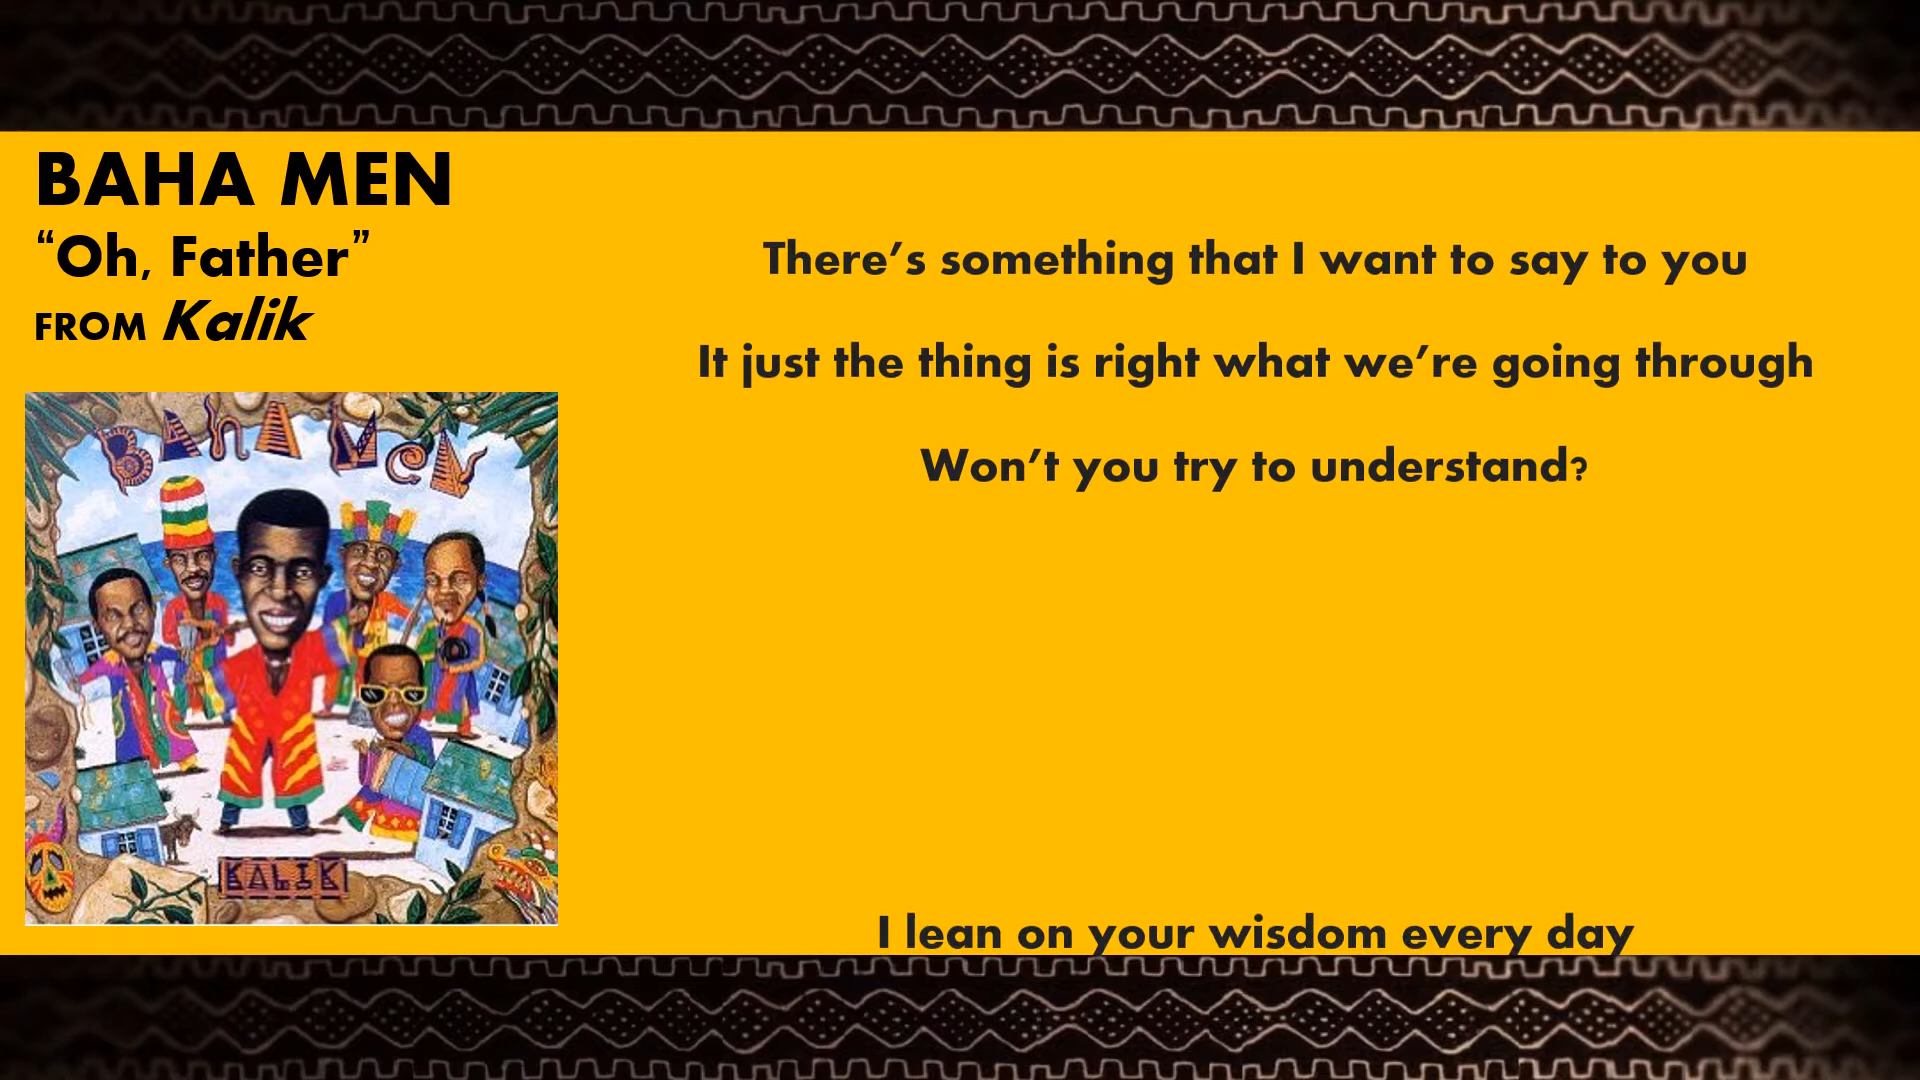 BAHA MEN
“Oh, Father”
FROM Kalik
BAHA MEN
KALIK
There’s something that I want to say to you
It just the thing is right what we’re going through
Won’t you try to understand?
I lean on your wisdom every day